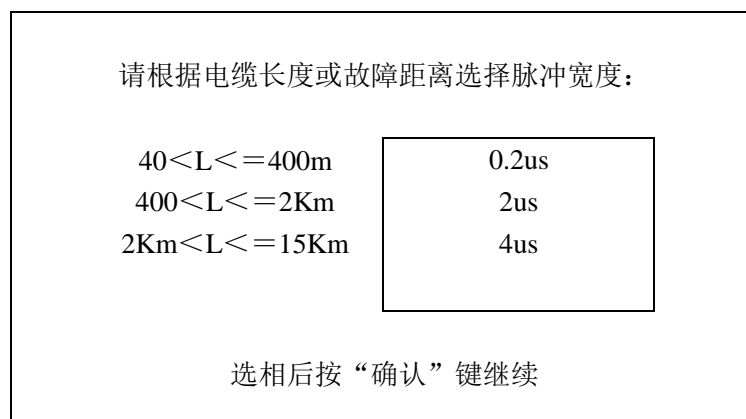 请根据电缆长度或故障距离选择脉冲宽度：
40＜L＜＝400m 0.2us
400＜L＜＝2Km 2us
2Km＜L＜＝15Km 4us
选相后按“确认”键继续